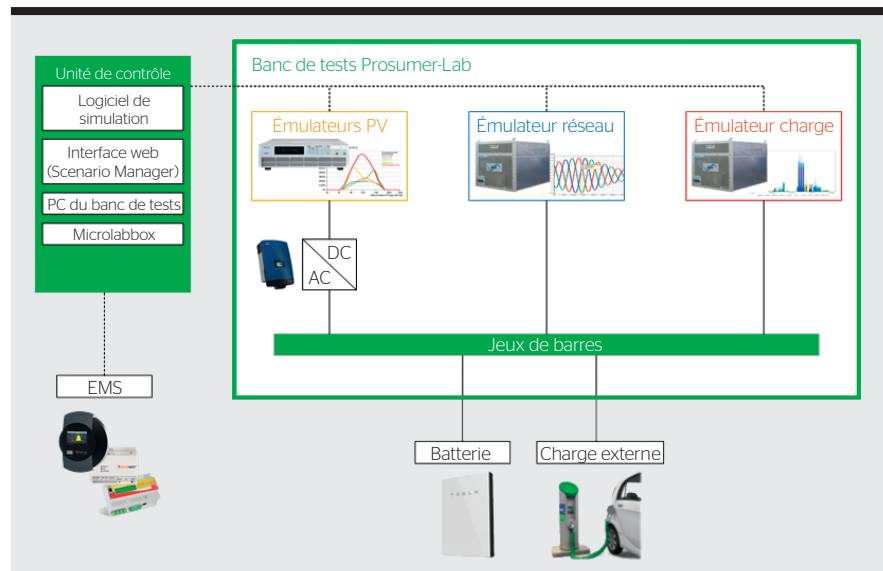 Unité de contrôle
Logiciel de
simulation
Interface web
(Scenario Manager)
PC du banc de tests
Microlabbox
EMS
Banc de tests Prosumer-Lab
Émulateurs PV
Émulateur réseau
Émulateur charge
DC
AC
Jeux de barres
Batterie
Charge externe
TESLA